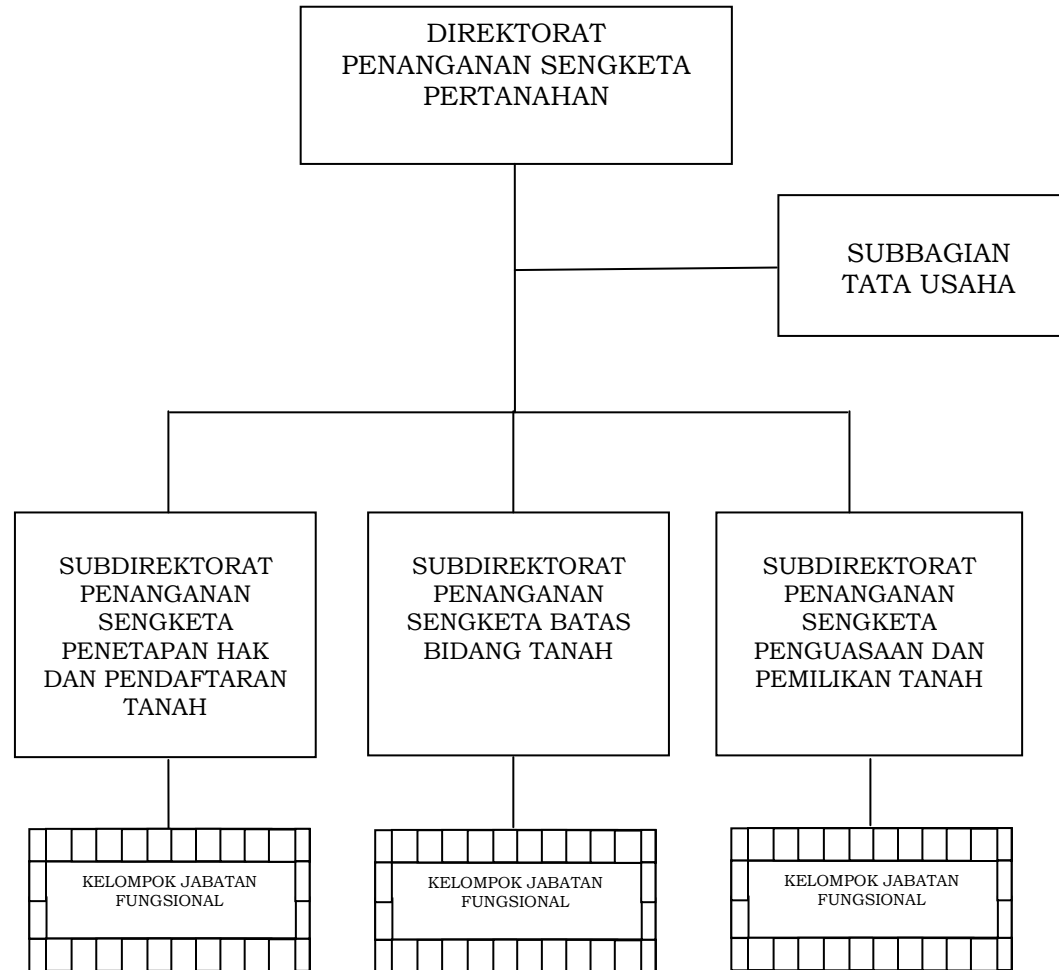 DIREKTORAT
PENANGANAN SENGKETA
PERTANAHAN
SUBBAGIAN
TATA USAHA
SUBDIREKTORAT
PENANGANAN
SENGKETA
PENETAPAN HAK
DAN PENDAFTARAN
TANAH
SUBDIREKTORAT
PENANGANAN
SENGKETA BATAS
BIDANG TANAH
SUBDIREKTORAT
PENANGANAN
SENGKETA
PENGUASAAN DAN
PEMILIKAN TANAH
KELOMPOK JABATAN
FUNGSIONAL
KELOMPOK JABATAN
FUNGSIONAL
KELOMPOK JABATAN
FUNGSIONAL